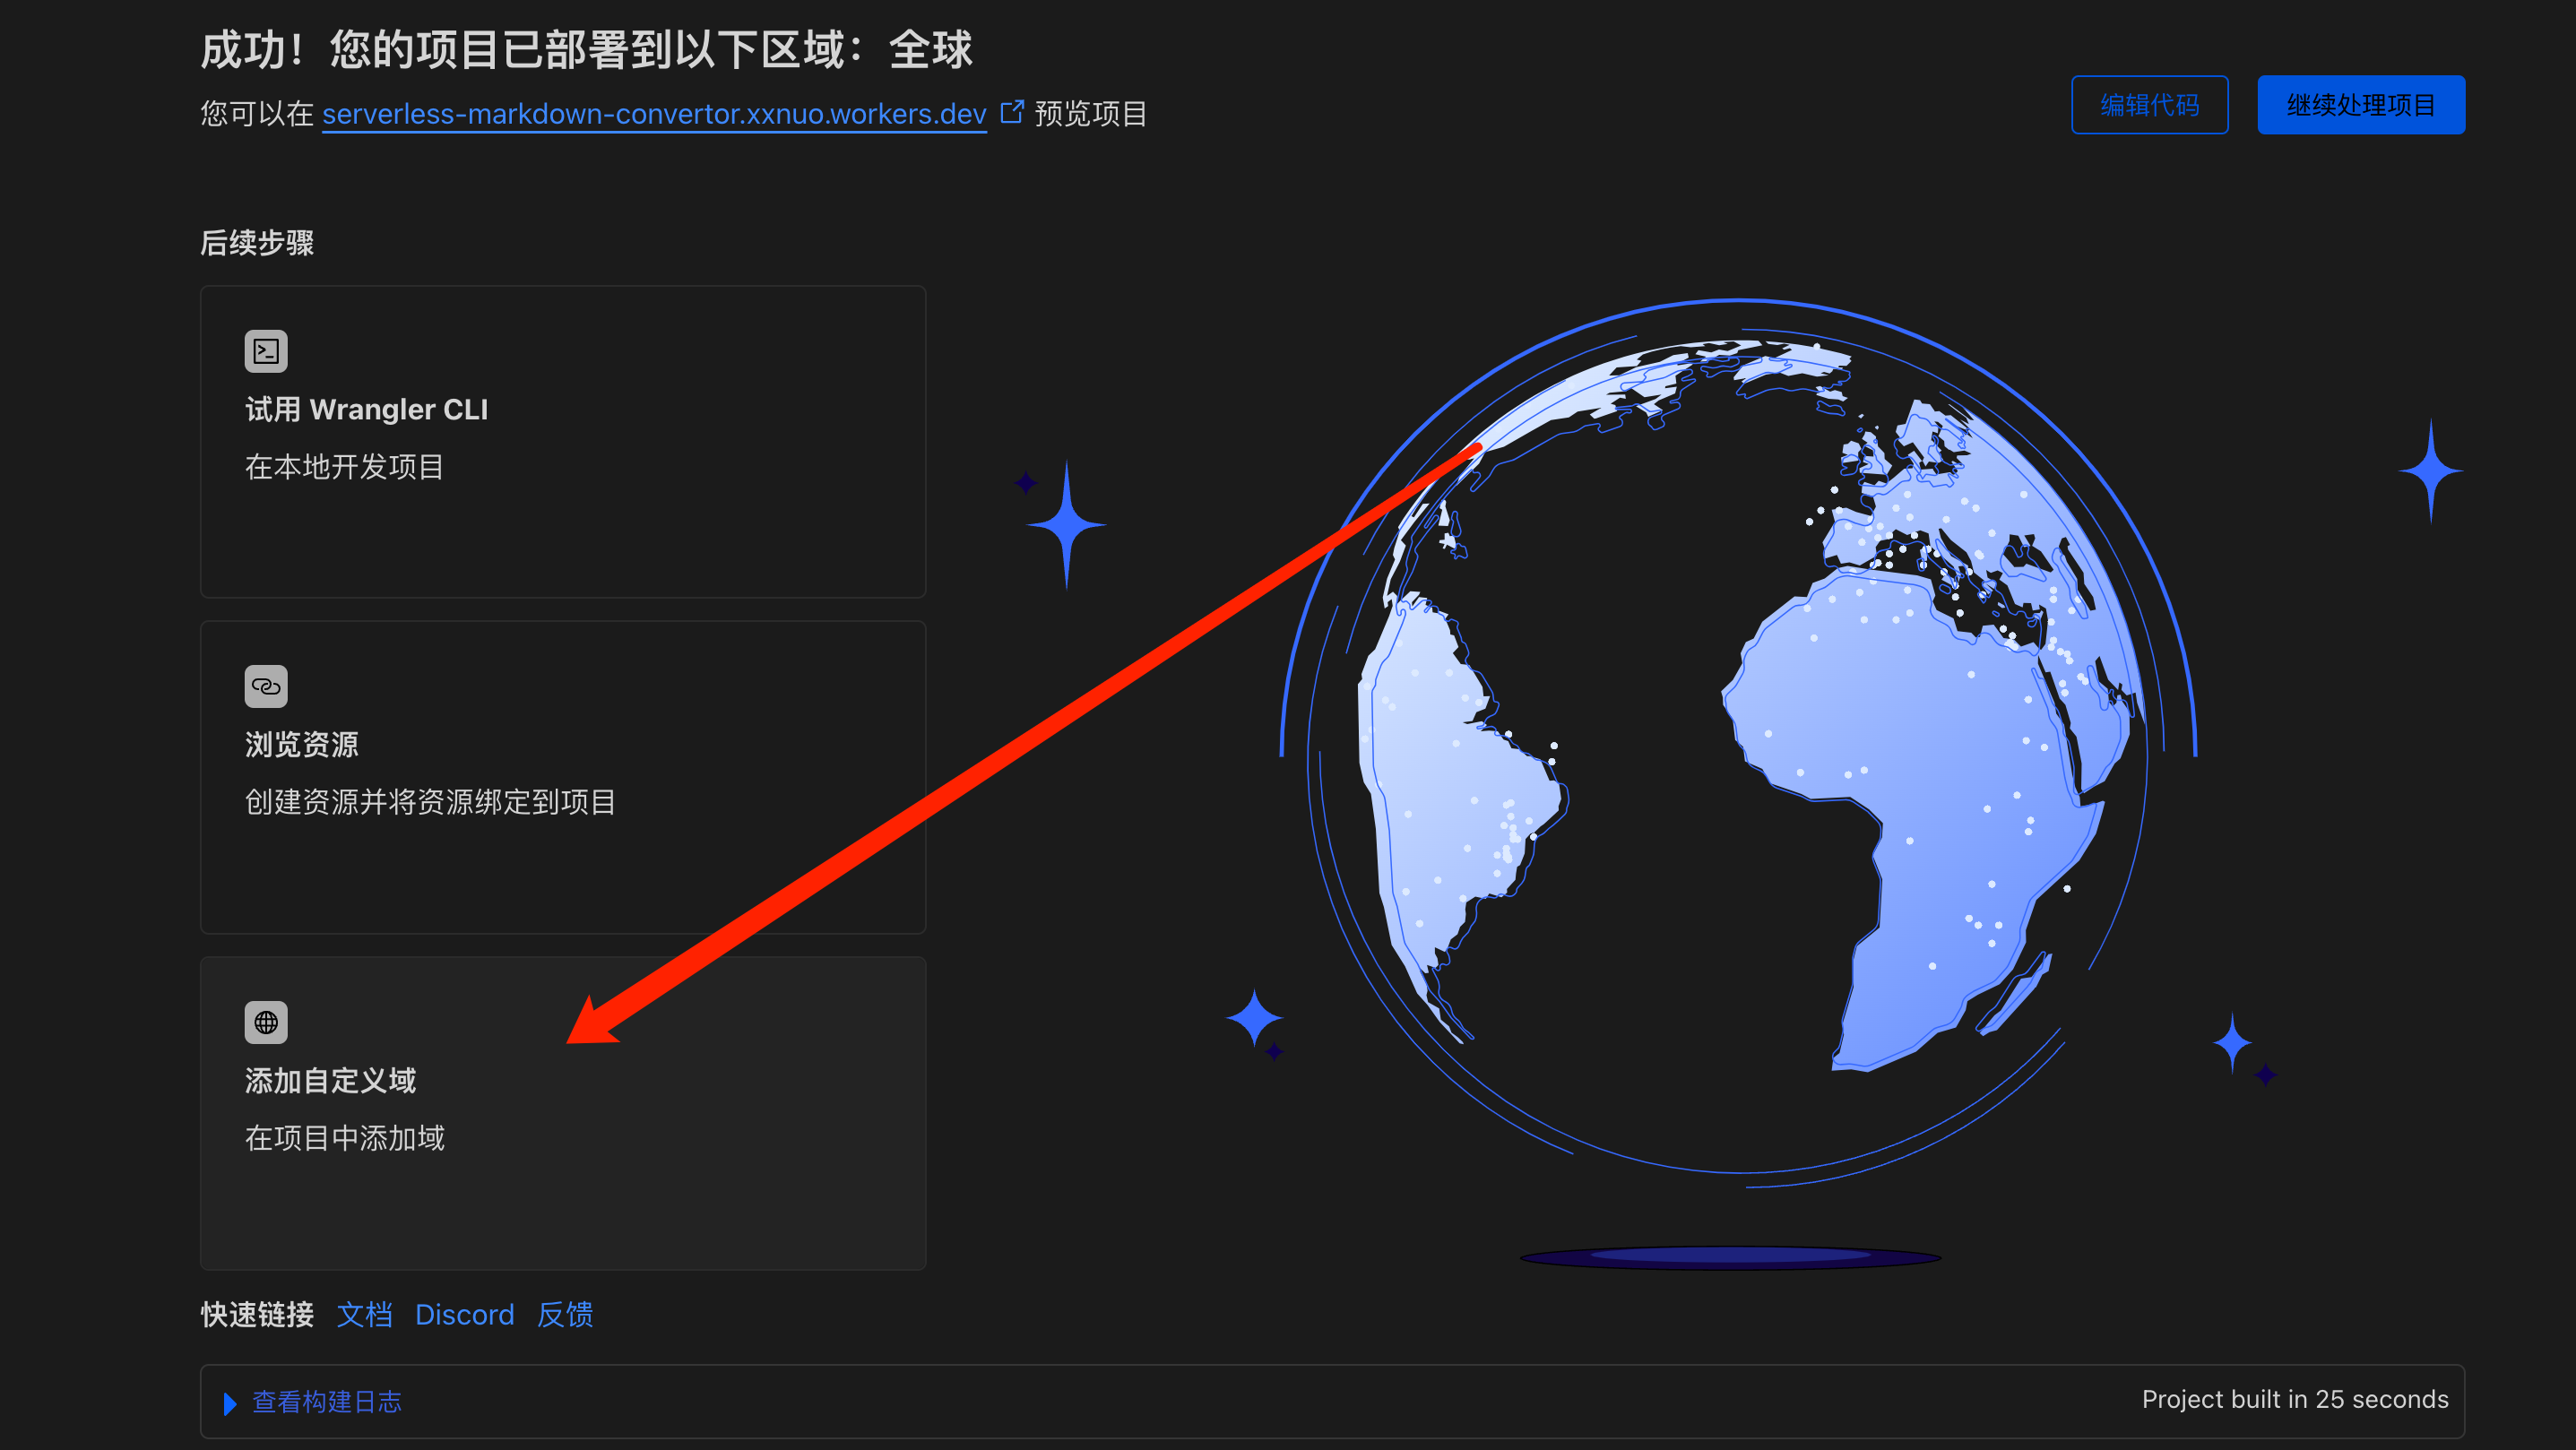 成功！您的项目已部署到以下区域：全球
您可以在 serverless-markdown-convertor.xxnuo.workers.dev 预览项目
编辑代码
继续处理项目
后续步骤
试用 Wrangler CLI
在本地开发项目
浏览资源
创建资源并将资源绑定到项目
添加自定义域
在项目中添加域
快速链接 文档 Discord 反馈
查看构建日志
Project built in 25 seconds